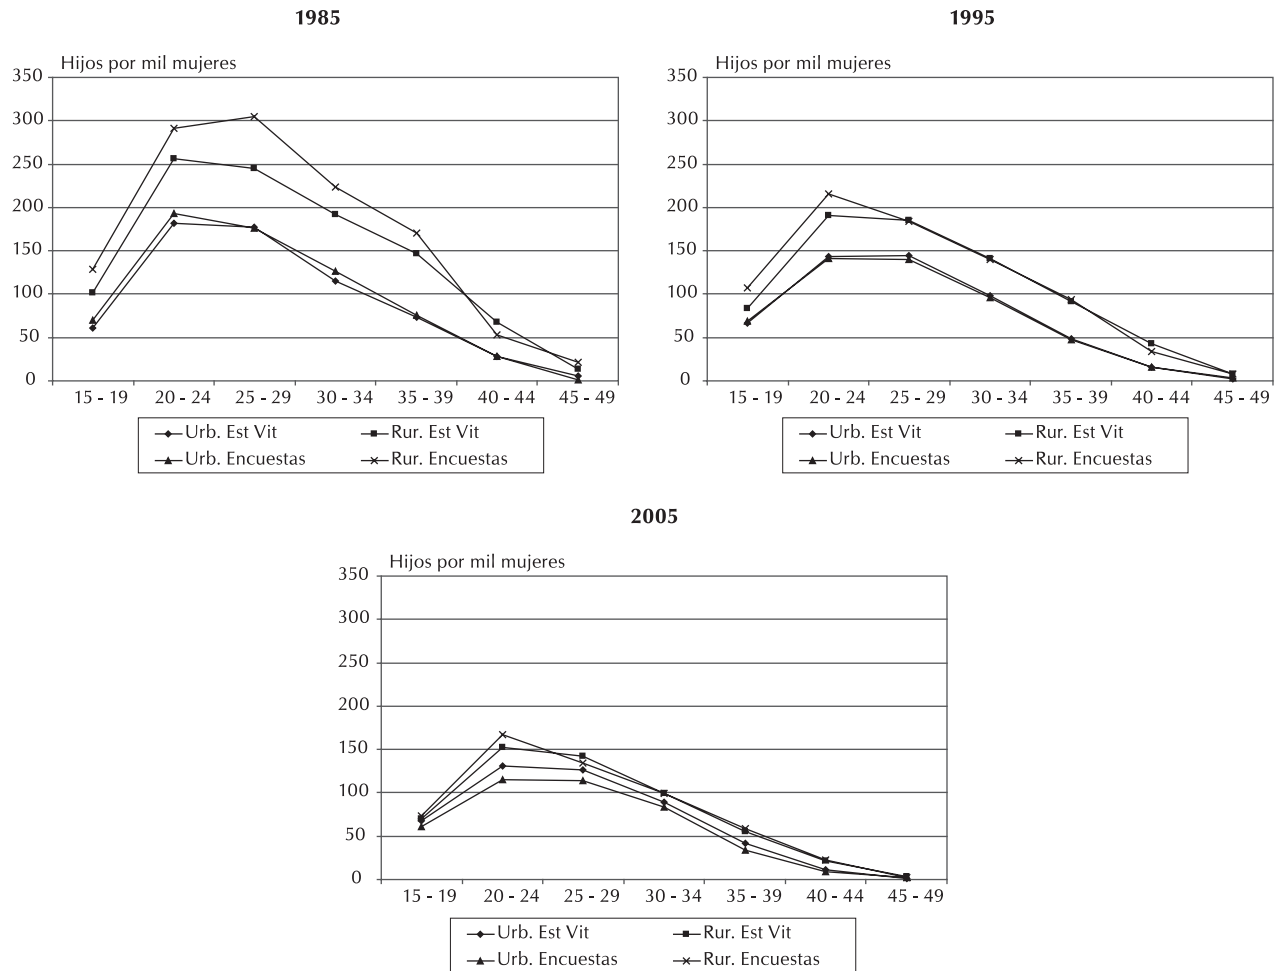 1985
Hijos por mil mujeres
350
300
250
200
150
100
50
0
15 - 19 20 - 24 25 - 29 30 - 34 35 - 39 40 - 44 45 - 49
Urb. Est Vit Rur. Est Vit
Urb. Encuestas Rur. Encuestas
1995
Hijos por mil mujeres
350
300
250
200
150
100
50
0
15 - 19 20 - 24 25 - 29 30 - 34 35 - 39 40 - 44 45 - 49
Urb. Est Vit Rur. Est Vit
Urb. Encuestas Rur. Encuestas
2005
Hijos por mil mujeres
350
300
250
200
150
100
50
0
15 - 19 20 - 24 25 - 29 30 - 34 35 - 39 40 - 44 45 - 49
Urb. Est Vit Rur. Est Vit
Urb. Encuestas Rur. Encuestas